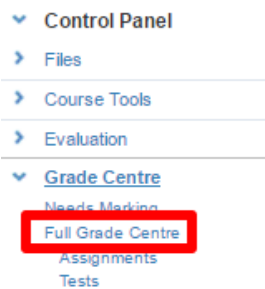 Control Panel
Files
Course Tools
Evaluation
Grade Centre
Needs Marking
Full Grade Centre
Assignments
Tests